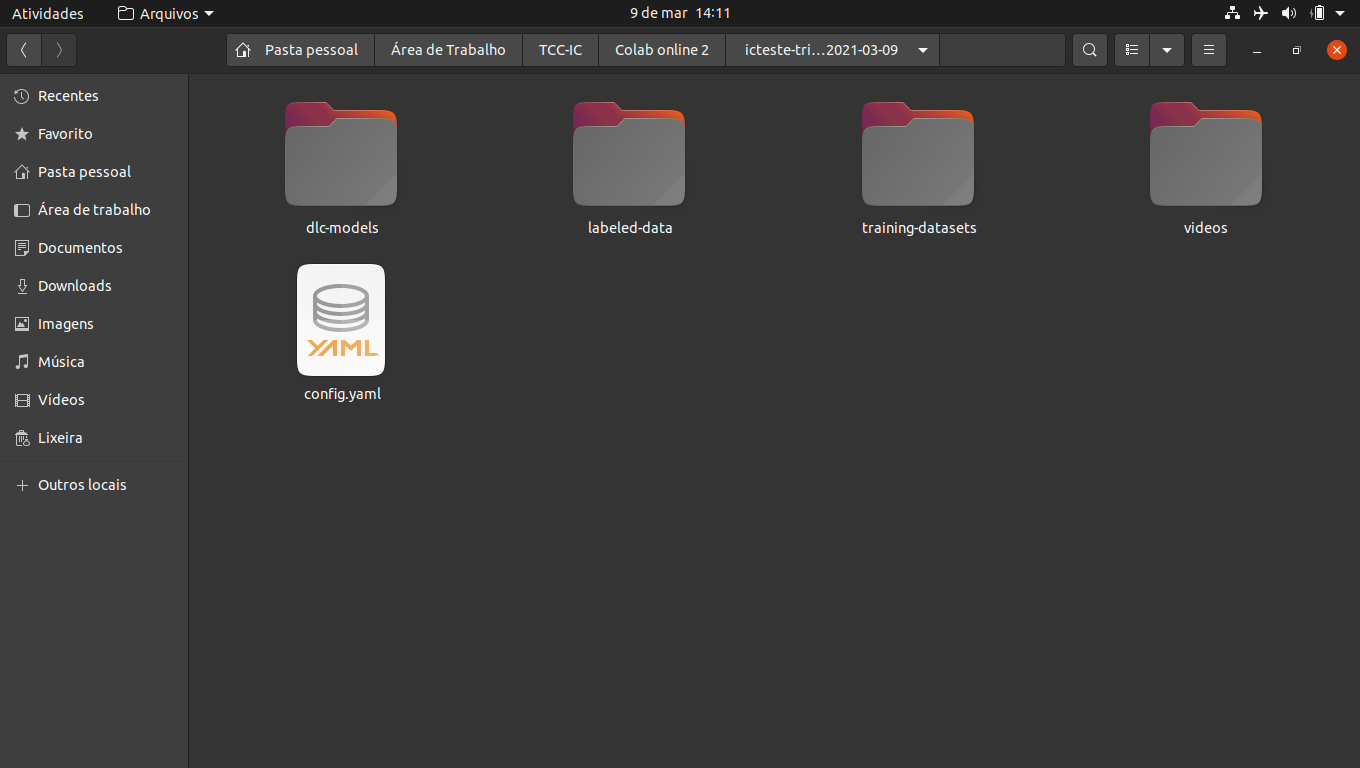 Atividades Arquivos 9 de mar 14:11
Pasta pessoal Área de Trabalho TCC-IC Colab online 2 icteste-tri…2021-03-09
Recentes
Favorito
Pasta pessoal
Área de trabalho
Documentos
Downloads
Imagens
Música
Vídeos
Lixeira
Outros locais
dlc-models labeled-data training-datasets videos
YAML
config.yaml